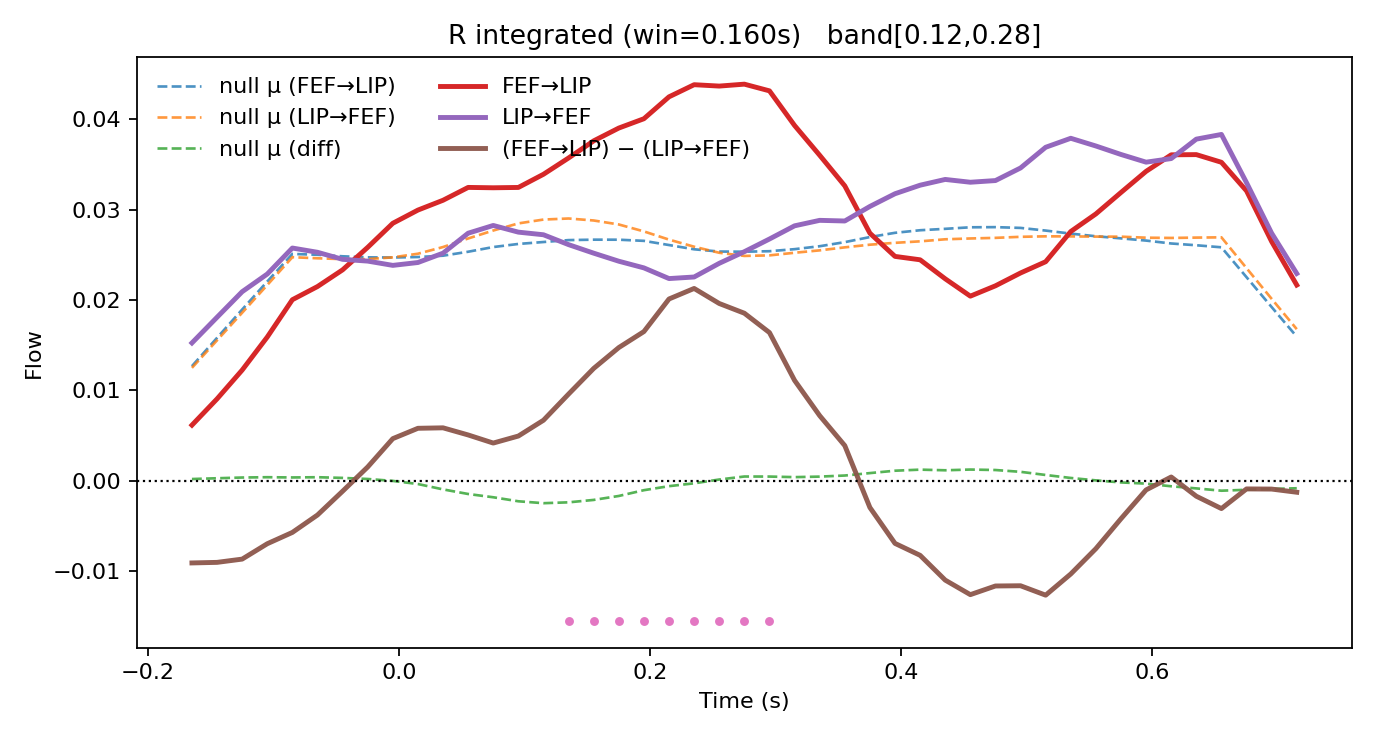 R integrated (win=0.160s)   band[0.12,0.28]
null μ (FEF→LIP)
null μ (LIP→FEF)
null μ (diff)
FEF→LIP
LIP→FEF
(FEF→LIP) − (LIP→FEF)
Flow
0.04
0.03
0.02
0.01
0.00
−0.01
−0.2
0.0
0.2
0.4
0.6
Time (s)